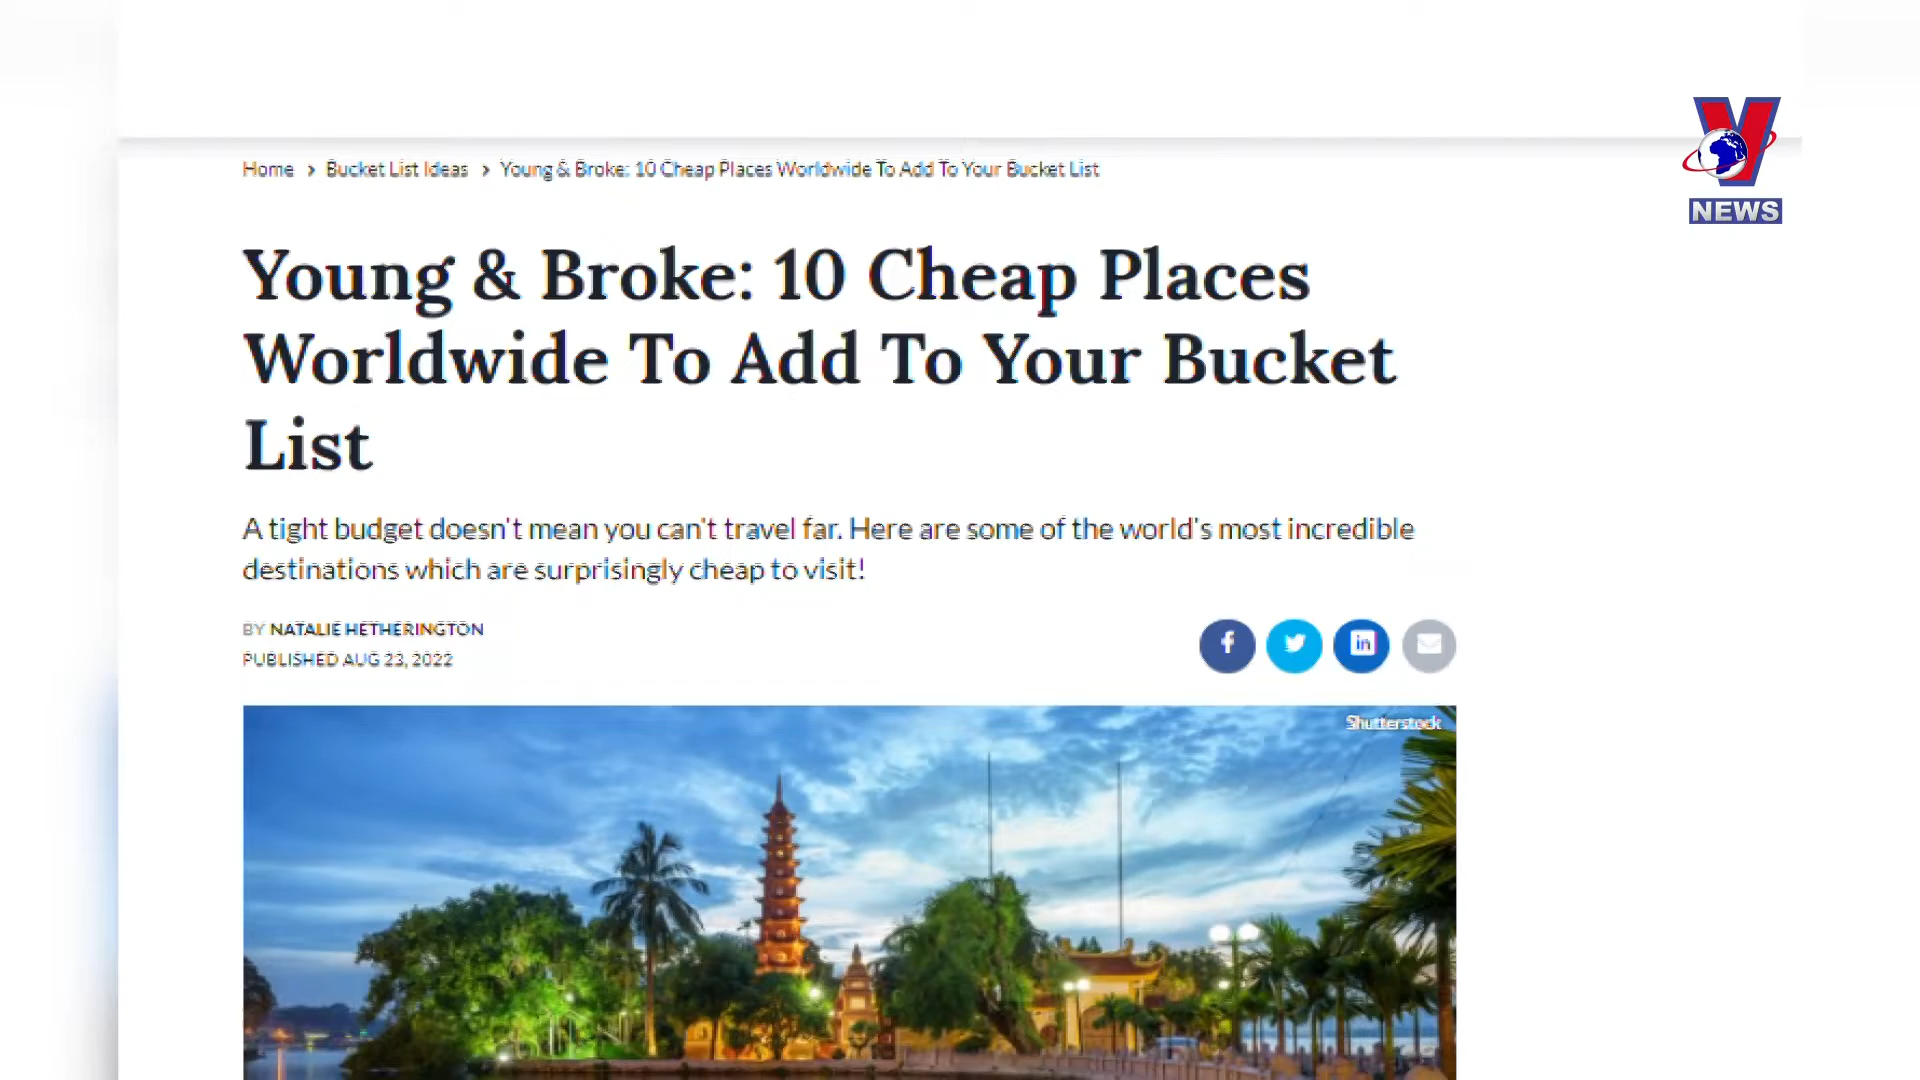 Home > Bucket List Ideas > Young & Broke: 10 Cheap Places Worldwide To Add To Your Bucket List
V
NEWS
Young & Broke: 10 Cheap Places
Worldwide To Add To Your Bucket
List
A tight budget doesn't mean you can't travel far. Here are some of the world's most incredible
destinations which are surprisingly cheap to visit!
BY NATALIE HETHERINGTON
PUBLISHED AUG 23, 2022
f
in
Shutterstock